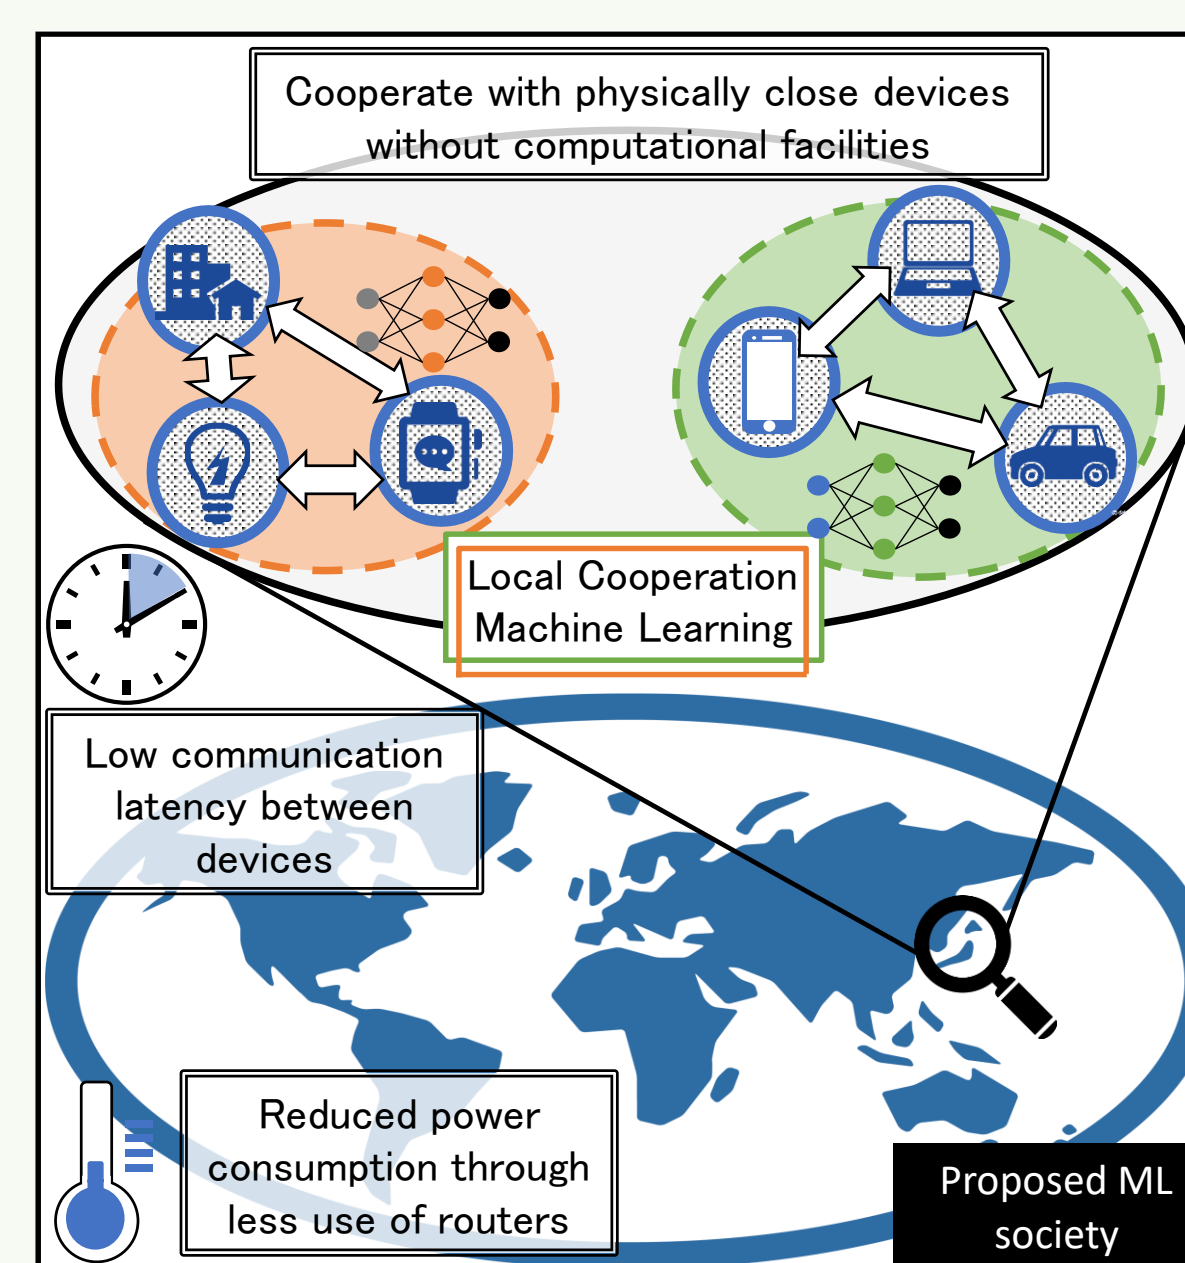 Cooperate with physically close devices
without computational facilities
Local Cooperation
Machine Learning
Low communication
latency between
devices
Reduced power
consumption through
less use of routers
Proposed ML
society